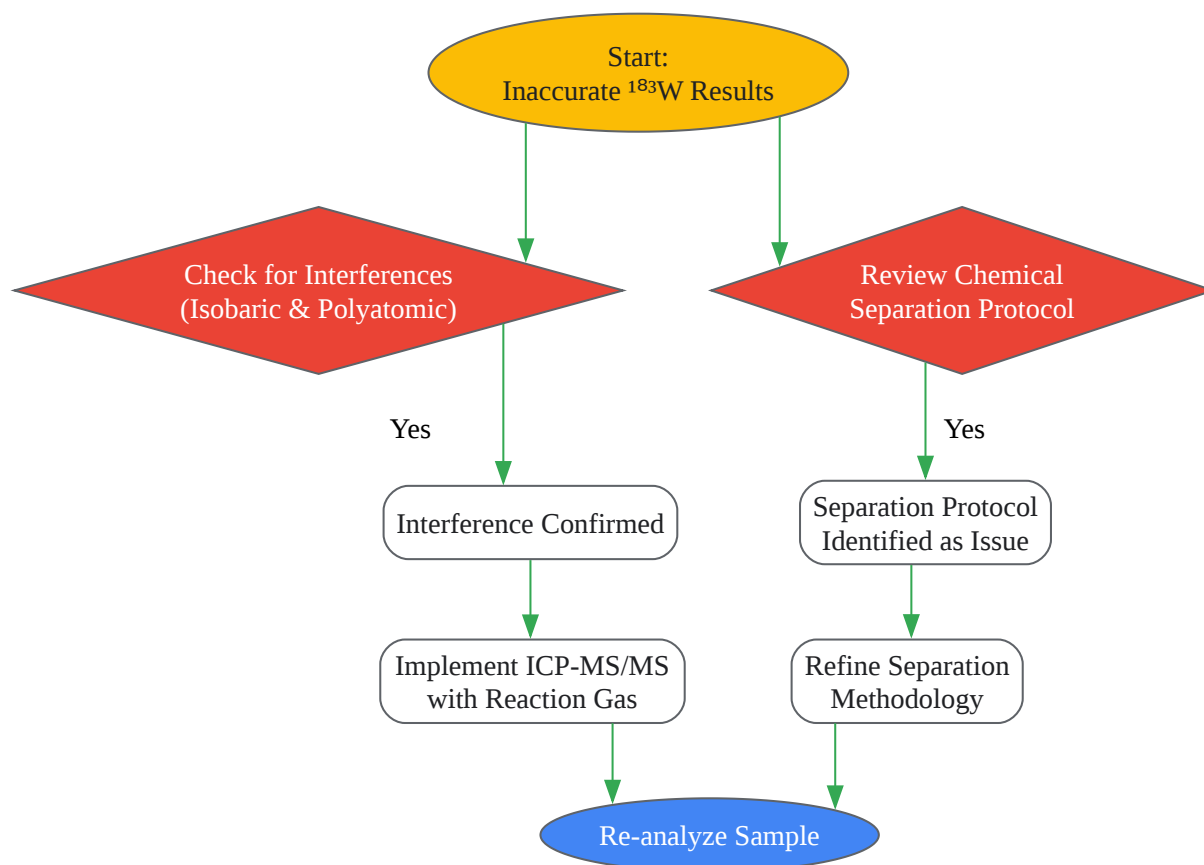 Start:
Inaccurate ¹⁸³W Results
Check for Interferences
(Isobaric & Polyatomic)
Review Chemical
Separation Protocol
Yes
Yes
Interference Confirmed
Separation Protocol
Identified as Issue
Implement ICP-MS/MS
with Reaction Gas
Refine Separation
Methodology
Re-analyze Sample